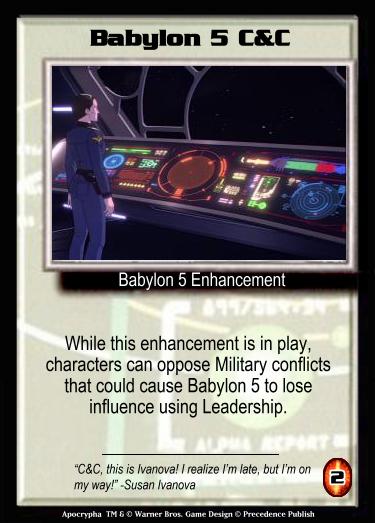 Babylon 5 C&C
Babylon 5 Enhancement
While this enhancement is in play,
characters can oppose Military conflicts
that could cause Babylon 5 to lose
influence using Leadership.
"C&C, this is Ivanova! I realize I'm late, but I'm on
my way!" -Susan Ivanova
2
Apocrypha TM & © Warner Bros. Game Design © Precedence Publish